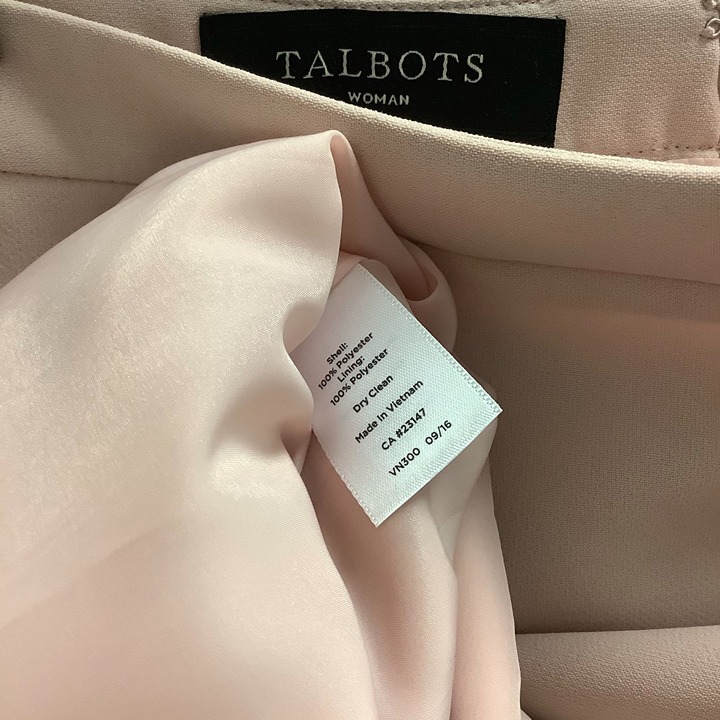 TALBOTS
WOMAN
Shell:
100% Polyester
Lining:
100% Polyester
Dry Clean
Made In Vietnam
CA #23147
VN300 09/16